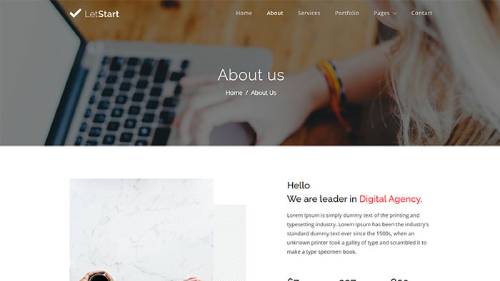 LetStart
Home About Services Portfolio Pages Contact
About us
Home / About Us
Hello
We are leader in Digital Agency.
Lorem Ipsum is simply dummy text of the printing and
typesetting industry. Lorem Ipsum has been the industry's
standard dummy text ever since the 1500s, when an
unknown printer took a galley of type and scrambled it to
make a type specimen book.